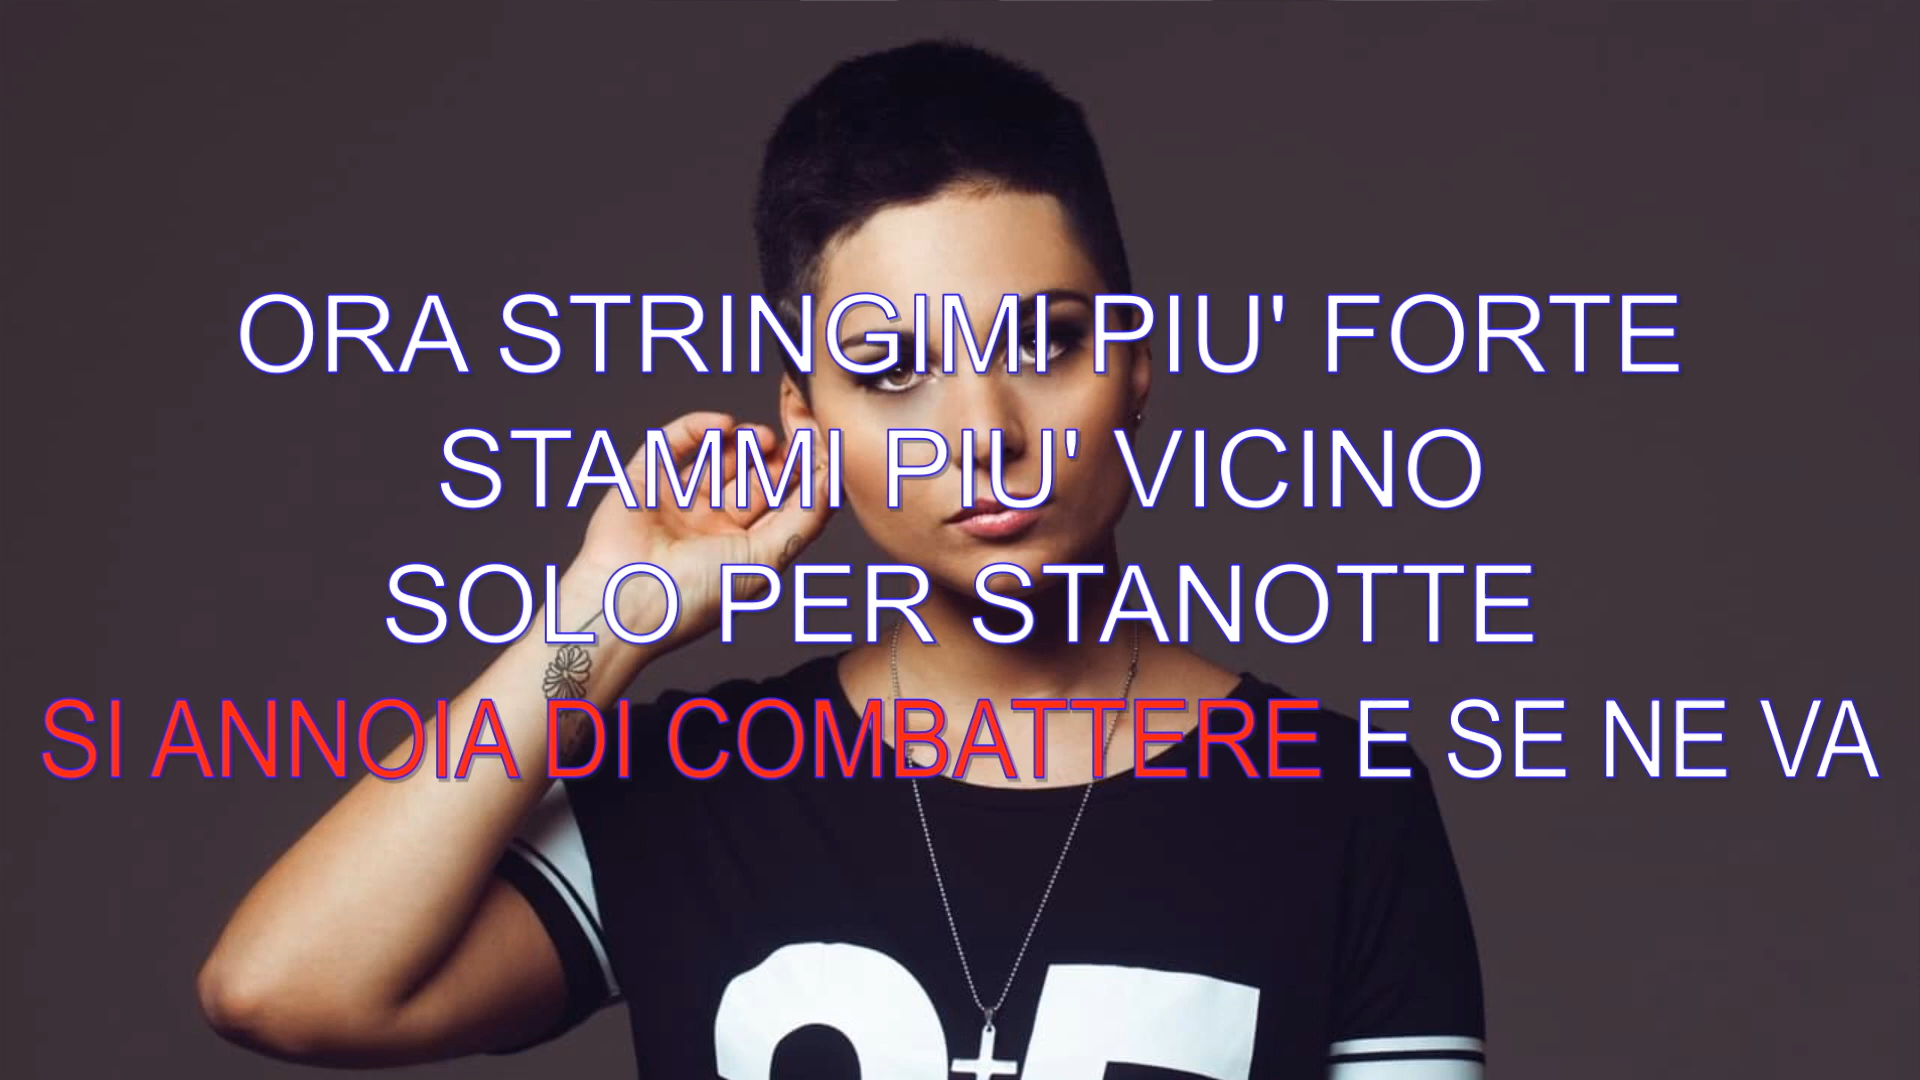 ORA STRINGIMI PIU' FORTE
STAMMI PIU' VICINO
SOLO PER STANOTTE
SI ANNOIA DI COMBATTERE E SE NE VA